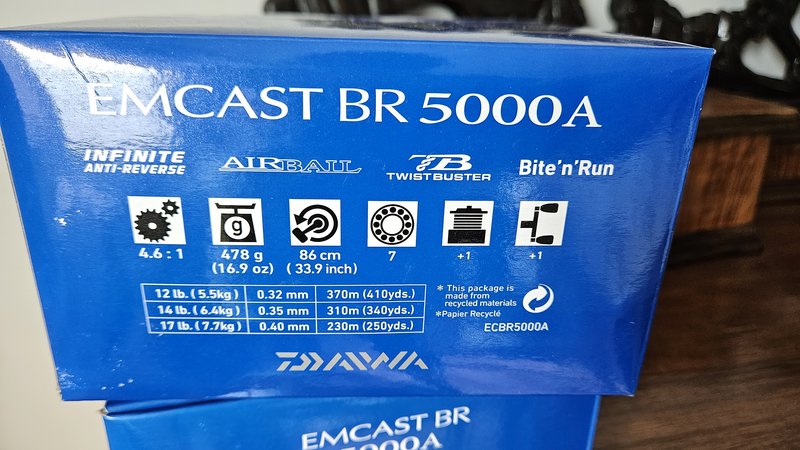 EMCAST BR 5000A
INFINITE
ANTI-REVERSE
AIRBAIL
TB
TWISTBUSTER
Bite'n'Run
g
4.6 : 1
478 g
(16.9 oz)
86 cm
( 33.9 inch)
7
+1
+1
12 lb. ( 5.5kg ) 0.32 mm 370m (410yds.)
14 lb. ( 6.4kg ) 0.35 mm 310m (340yds.)
17 lb. ( 7.7kg ) 0.40 mm 230m (250yds.)
* This package is
made from
recycled materials
*Papier Recyclé
ECBR5000A
DAIWA
EMCAST BR
5000A